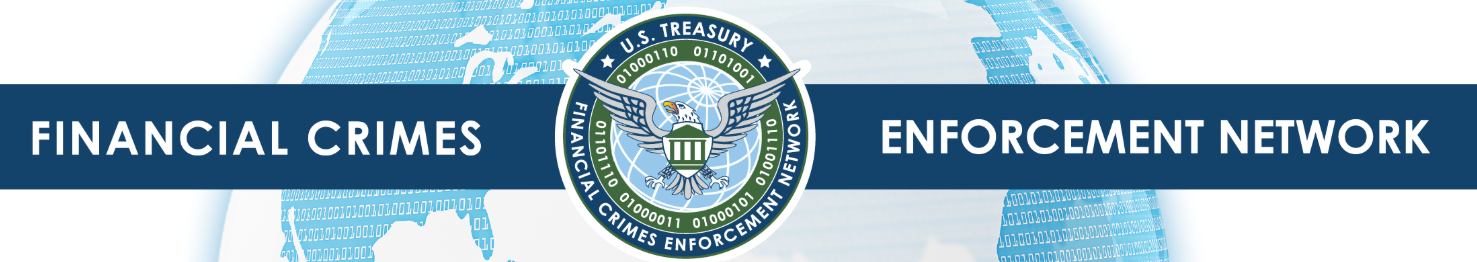 FINANCIAL CRIMES
U.S. TREASURY
FINANCIAL CRIMES ENFORCEMENT NETWORK
01000110 01101001
01101110 01000011 01000101 01001110
ENFORCEMENT NETWORK